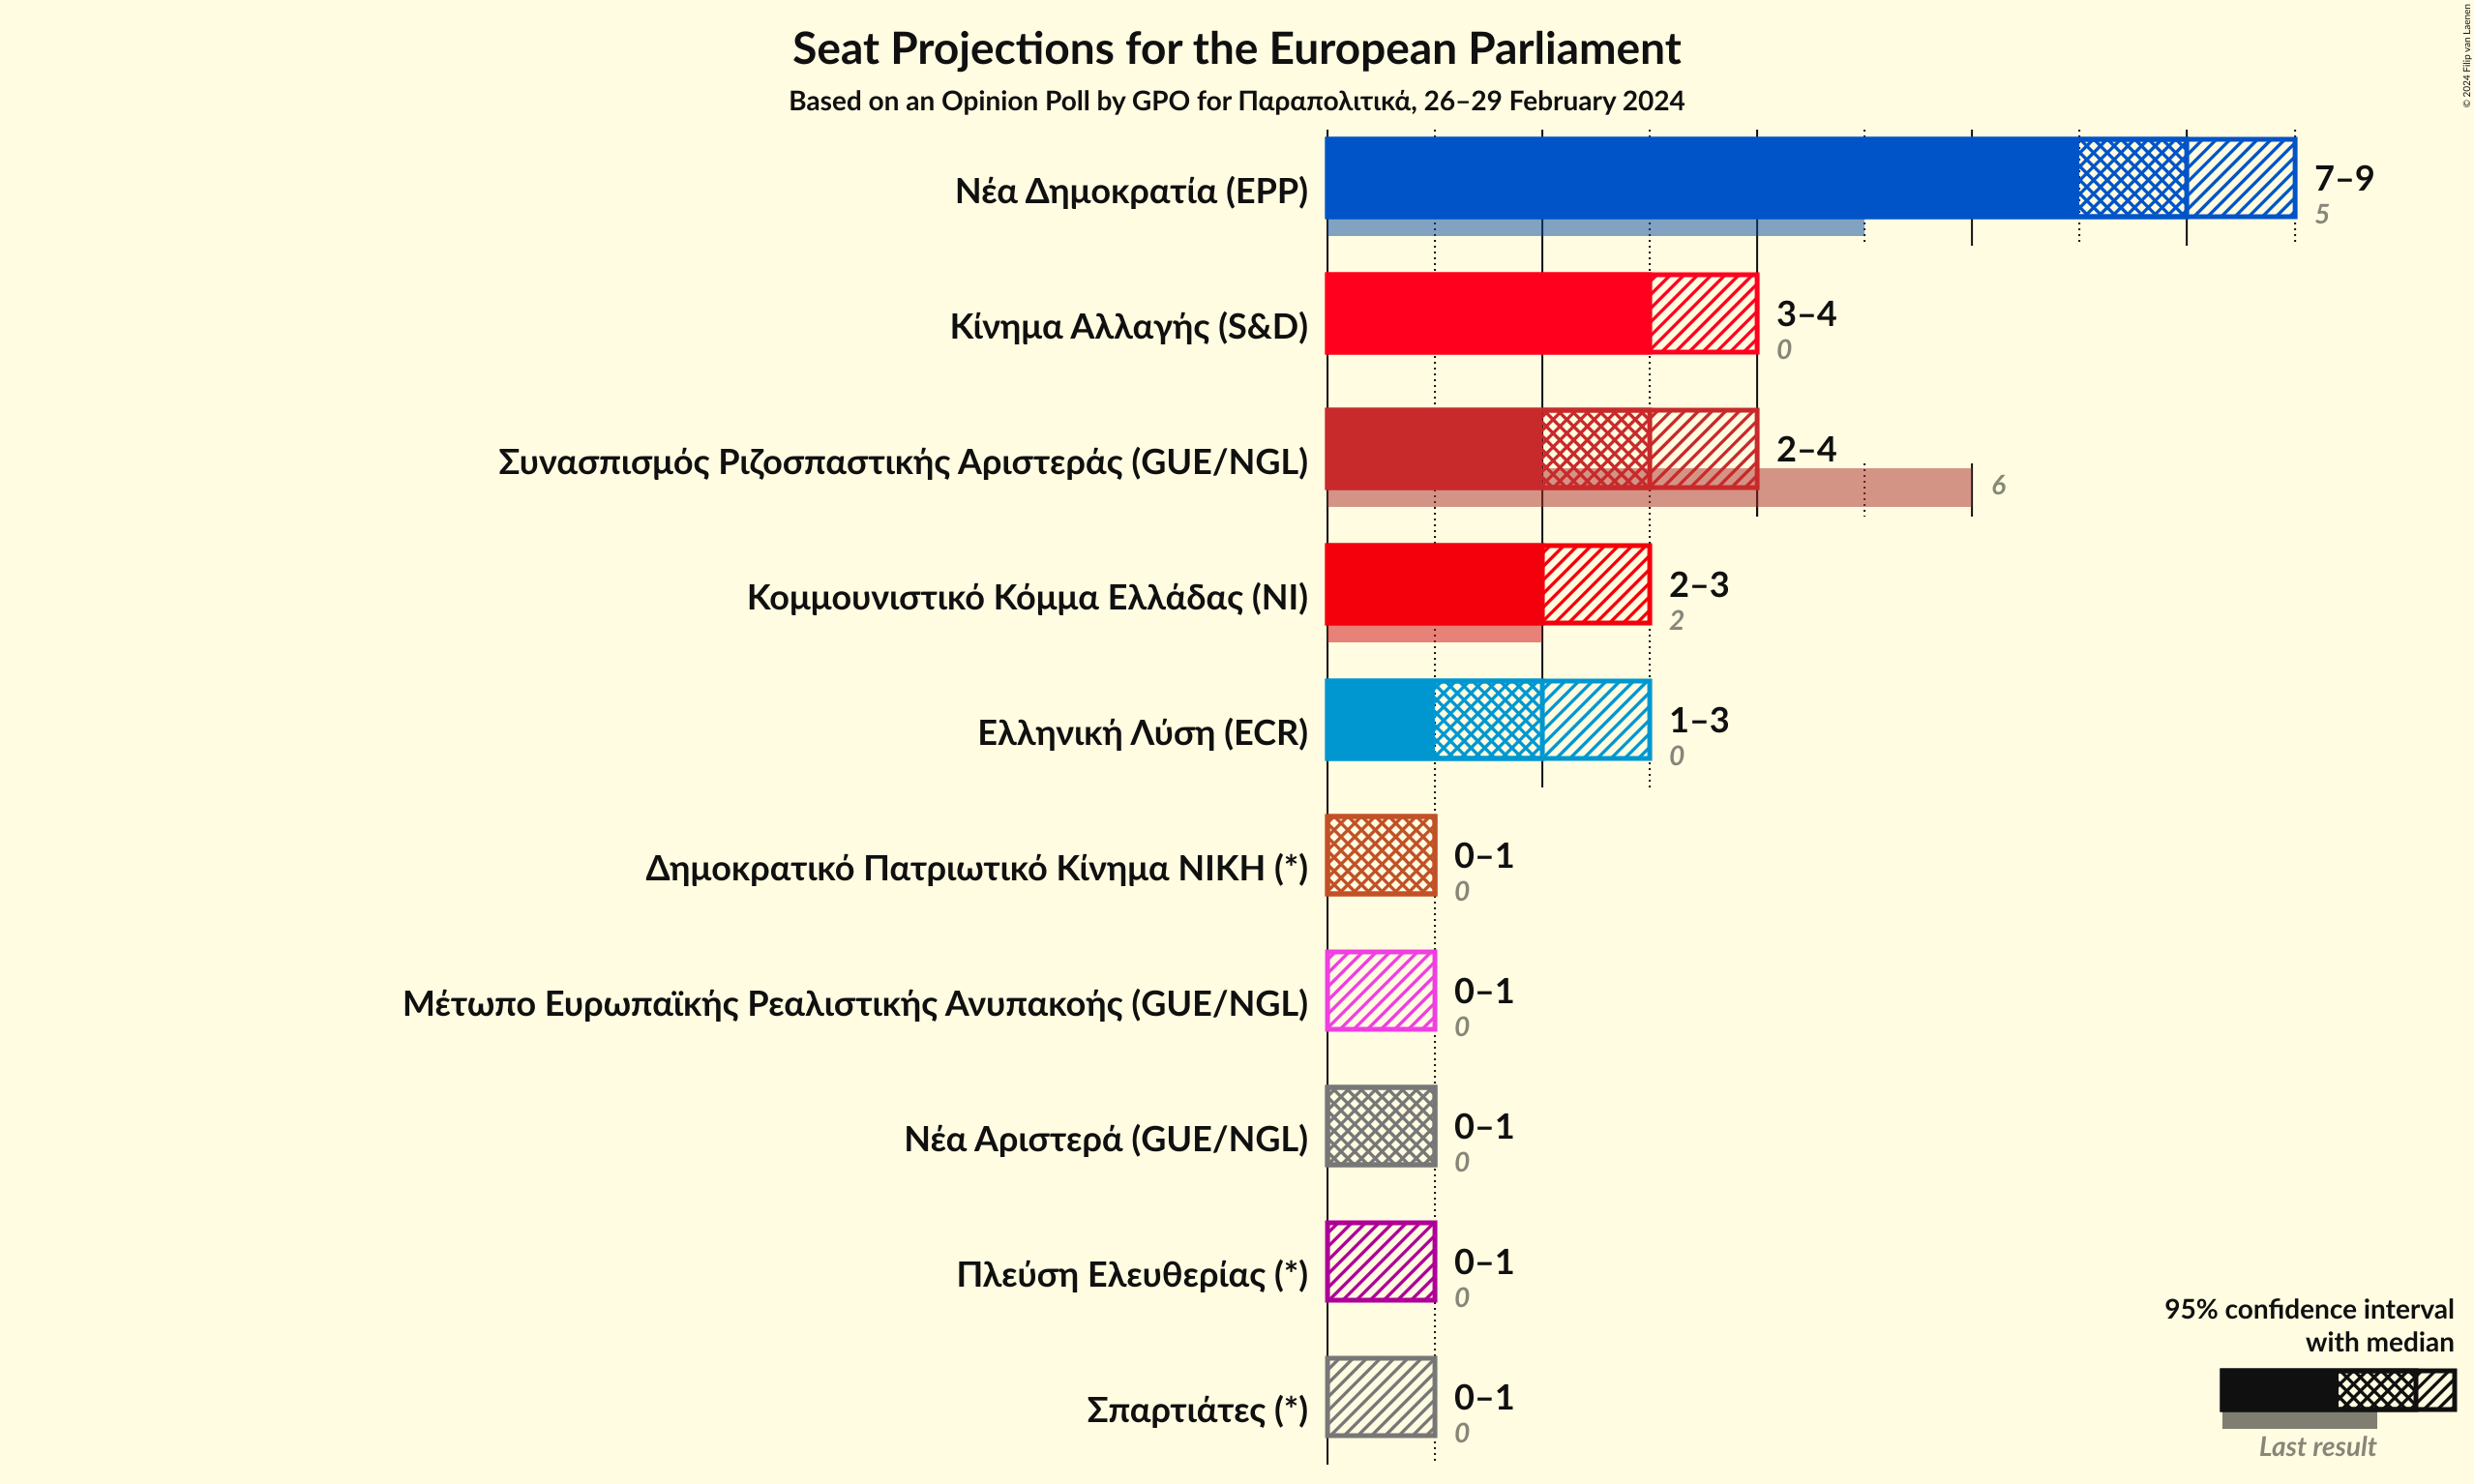 © 2024 Filip van Laenen
Seat Projections for the European Parliament
Based on an Opinion Poll by GPO for Παραπολιτικά, 26–29 February 2024
Νέα Δημοκρατία (EPP)
7–9
5
Κίνημα Αλλαγής (S&D)
3–4
0
Συνασπισμός Ριζοσπαστικής Αριστεράς (GUE/NGL)
2–4
6
Κομμουνιστικό Κόμμα Ελλάδας (NI)
2–3
2
Ελληνική Λύση (ECR)
1–3
0
Δημοκρατικό Πατριωτικό Κίνημα ΝΙΚΗ (*)
0–1
0
Μέτωπο Ευρωπαϊκής Ρεαλιστικής Ανυπακοής (GUE/NGL)
0–1
0
Νέα Αριστερά (GUE/NGL)
0–1
0
Πλεύση Ελευθερίας (*)
0–1
0
Σπαρτιάτες (*)
0–1
0
95% confidence interval
with median
Last result